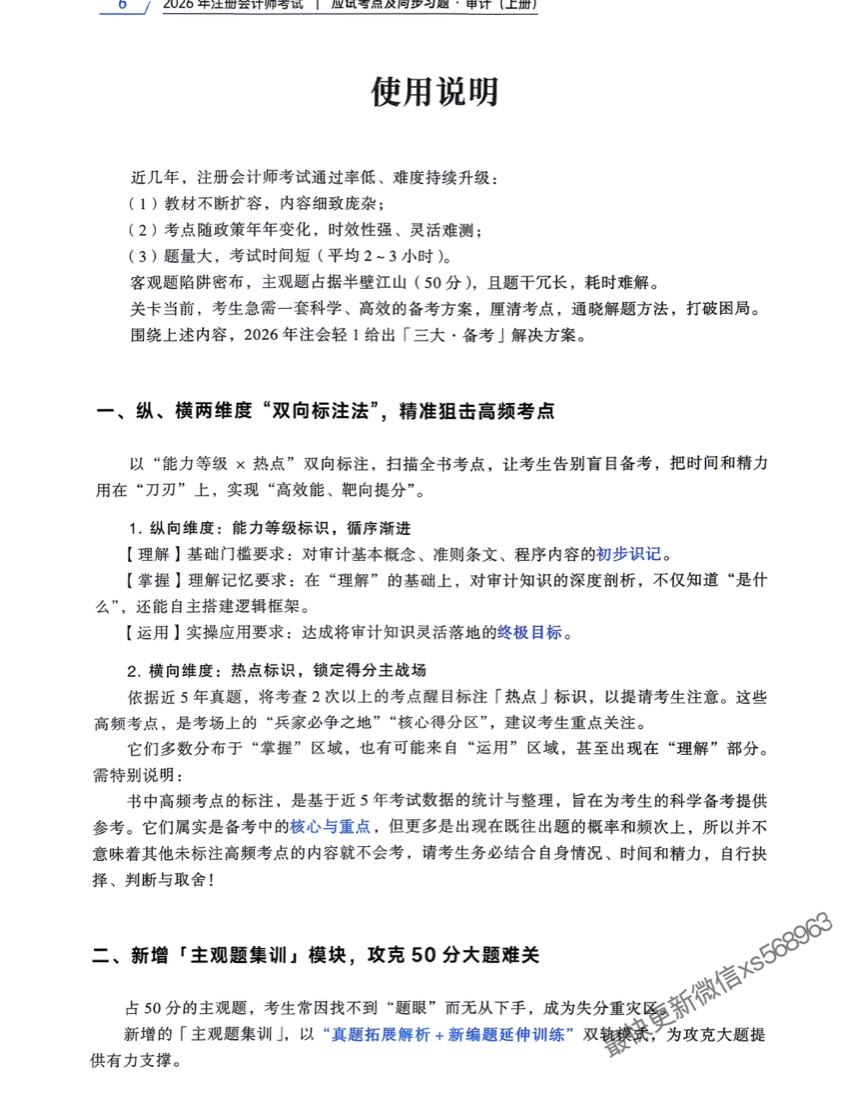 6 2026 年注册会计师考试 | 应试考点及同步习题 · 审计（上册）
使用说明
近几年，注册会计师考试通过率低、难度持续升级：
（1）教材不断扩容，内容细致庞杂；
（2）考点随政策年年变化，时效性强、灵活难测；
（3）题量大，考试时间短（平均 2 ~ 3 小时）。
客观题陷阱密布，主观题占据半壁江山（50 分），且题干冗长，耗时难解。
关卡当前，考生急需一套科学、高效的备考方案，厘清考点，通晓解题方法，打破困局。
围绕上述内容，2026 年注会轻 1 给出「三大 · 备考」解决方案。
一、纵、横两维度“双向标注法”，精准狙击高频考点
以“能力等级 × 热点”双向标注，扫描全书考点，让考生告别盲目备考，把时间和精力
用在“刀刃”上，实现“高效能、靶向提分”。
1. 纵向维度：能力等级标识，循序渐进
【理解】基础门槛要求：对审计基本概念、准则条文、程序内容的初步识记。
【掌握】理解记忆要求：在“理解”的基础上，对审计知识的深度剖析，不仅知道“是什
么”，还能自主搭建逻辑框架。
【运用】实操应用要求：达成将审计知识灵活落地的终极目标。
2. 横向维度：热点标识，锁定得分主战场
依据近 5 年真题，将考查 2 次以上的考点醒目标注「热点」标识，以提请考生注意。这些
高频考点，是考场上的“兵家必争之地”“核心得分区”，建议考生重点关注。
它们多数分布于“掌握”区域，也有可能来自“运用”区域，甚至出现在“理解”部分。
需特别说明：
书中高频考点的标注，是基于近 5 年考试数据的统计与整理，旨在为考生的科学备考提供
参考。它们属实是备考中的核心与重点，但更多是出现在既往出题的概率和频次上，所以并不
意味着其他未标注高频考点的内容就不会考，请考生务必结合自身情况、时间和精力，自行抉
择、判断与取舍！
二、新增「主观题集训」模块，攻克 50 分大题难关
占 50 分的主观题，考生常因找不到“题眼”而无从下手，成为失分重灾区。
新增的「主观题集训」，以“真题拓展解析 + 新编题延伸训练”双轨模式，为攻克大题提
供有力支撑。
最快更新微信xs568963